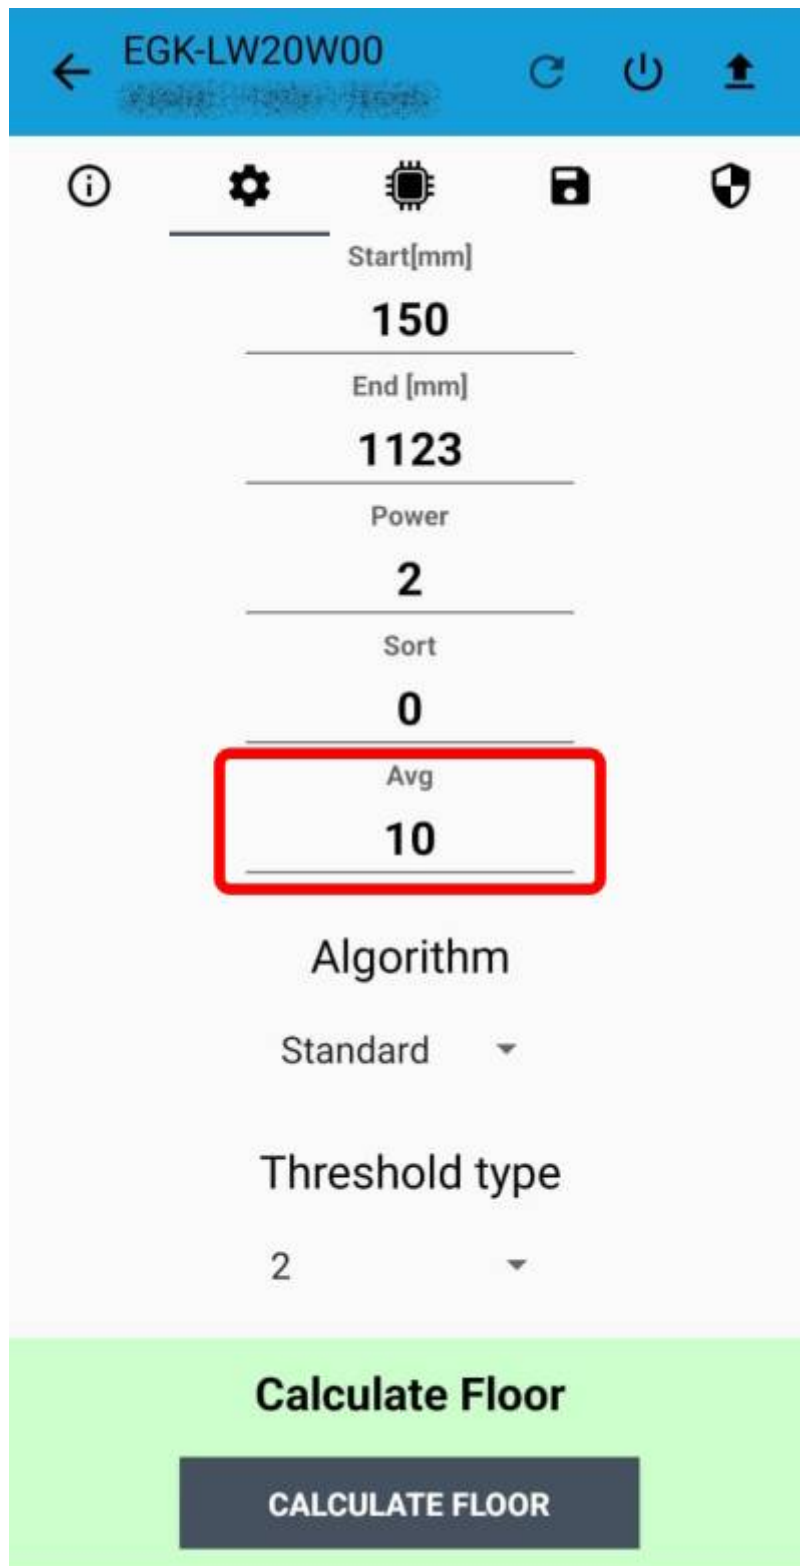 EGK-LW20W00
Start[mm]
150
End [mm]
1123
Power
2
Sort
0
Avg
10
Algorithm
Standard
Threshold type
2
Calculate Floor
CALCULATE FLOOR